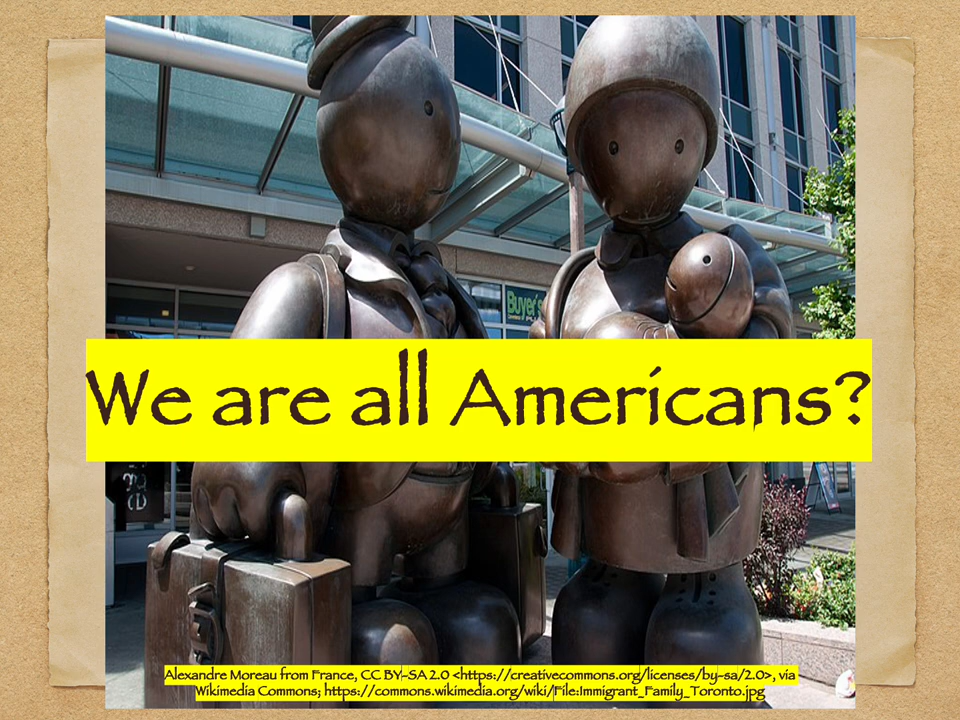 Buyer's
We are all Americans?
Alexandre Moreau from France, CC BY-SA 2.0 <https://creativecommons.org/licenses/by-sa/2.0>, via
Wikimedia Commons; https://commons.wikimedia.org/wiki/File:Immigrant_Family_Toronto.jpg